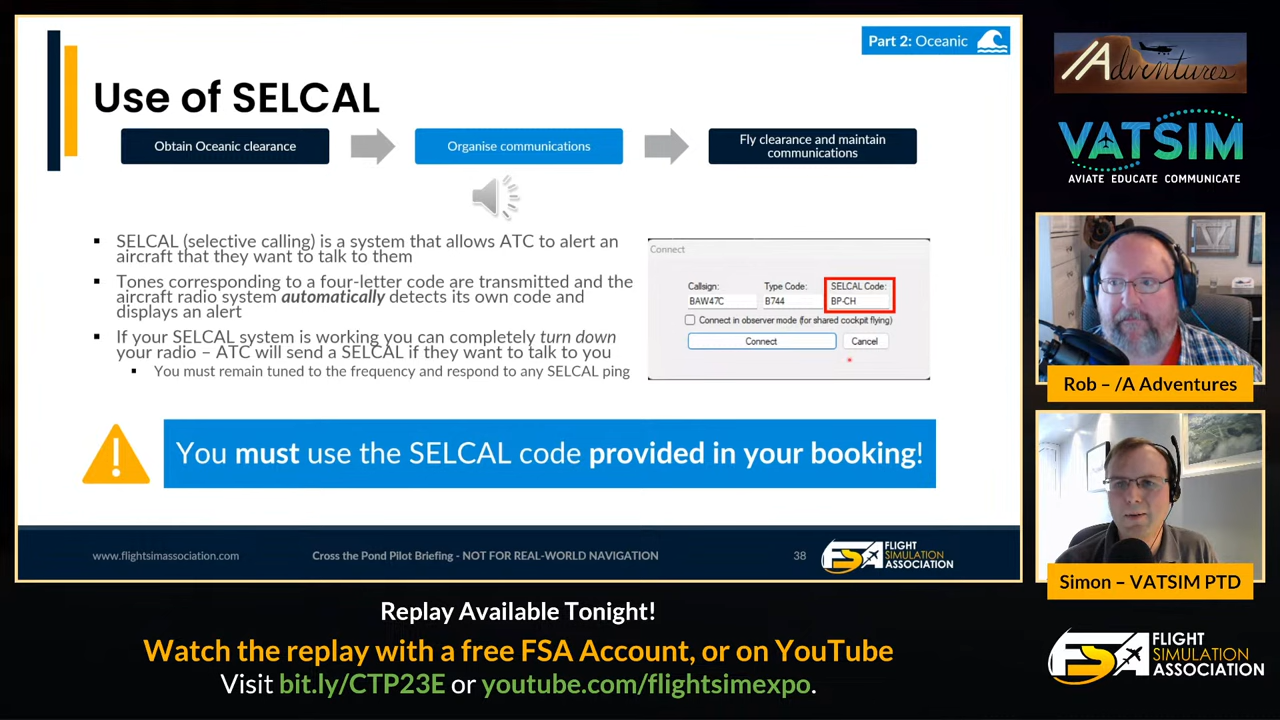 Part 2: Oceanic
Use of SELCAL
Obtain Oceanic clearance
Organise communications
Fly clearance and maintain
communications
▪ SELCAL (selective calling) is a system that allows ATC to alert an
aircraft that they want to talk to them
▪ Tones corresponding to a four-letter code are transmitted and the
aircraft radio system automatically detects its own code and
displays an alert
▪ If your SELCAL system is working you can completely turn down
your radio – ATC will send a SELCAL if they want to talk to you
▪ You must remain tuned to the frequency and respond to any SELCAL ping
Connect
Callsign: Type Code: SELCAL Code:
BAW47C B744 BP-CH
Connect in observer mode (for shared cockpit flying)
Connect Cancel
You must use the SELCAL code provided in your booking!
www.flightsimassociation.com
Cross the Pond Pilot Briefing - NOT FOR REAL-WORLD NAVIGATION
38
FSA FLIGHT
SIMULATION
ASSOCIATION
/Adventures
VATSIM
AVIATE EDUCATE COMMUNICATE
Rob – /A Adventures
Simon – VATSIM PTD
Replay Available Tonight!
Watch the replay with a free FSA Account, or on YouTube
Visit bit.ly/CTP23E or youtube.com/flightsimexpo.
FSA FLIGHT
SIMULATION
ASSOCIATION